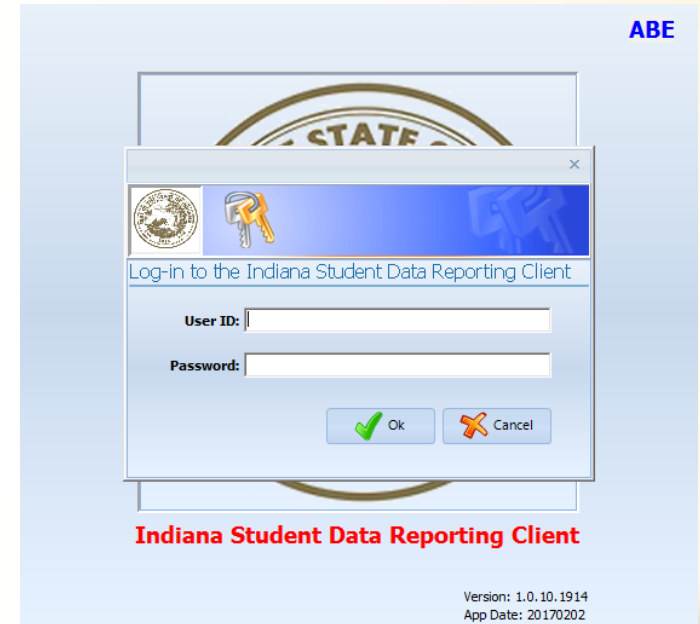 ABE
STATE
×
Log-in to the Indiana Student Data Reporting Client
User ID:
Password:
Ok
Cancel
Indiana Student Data Reporting Client
Version: 1.0.10.1914
App Date: 20170202